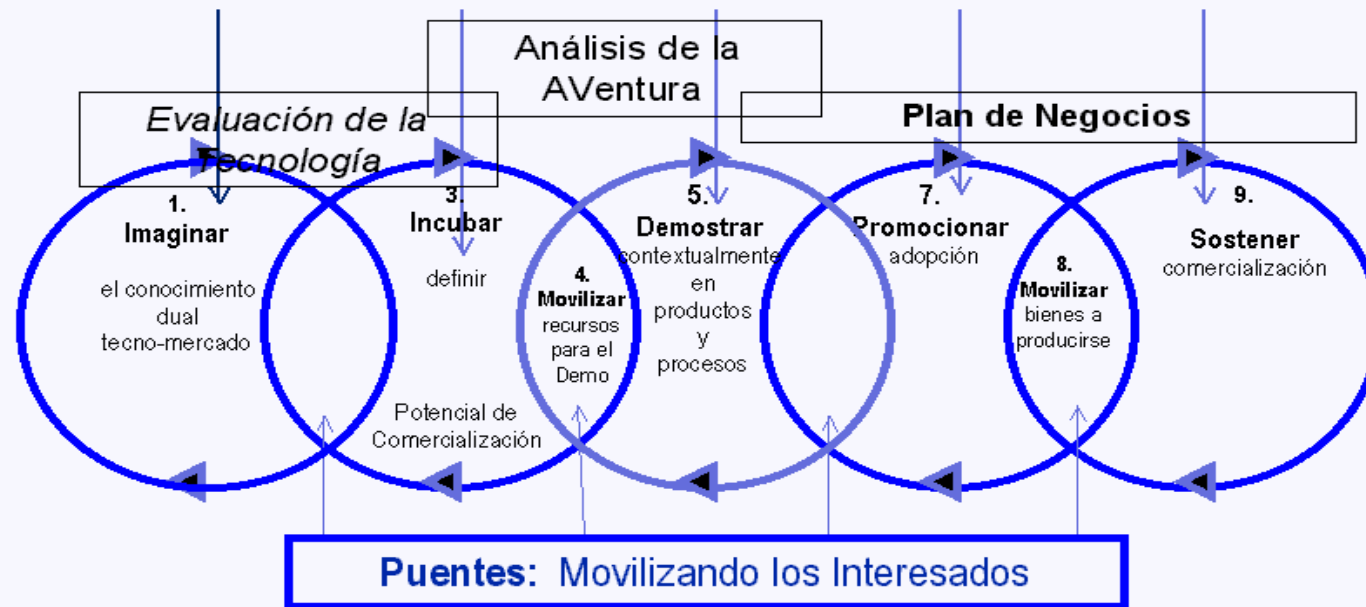 Análisis de la
AVentura
Evaluación de la
Tecnología
Plan de Negocios
1.
Imaginar
el conocimiento
dual
tecno-mercado
3.
Incubar
definir
Potencial de
Comercialización
4.
Movilizar
recursos
para el
Demo
5.
Demostrar
contextualmente
en
productos
y
procesos
7.
Promocionar
adopción
8.
Movilizar
bienes a
producirse
9.
Sostener
comercialización
Puentes: Movilizando los Interesados